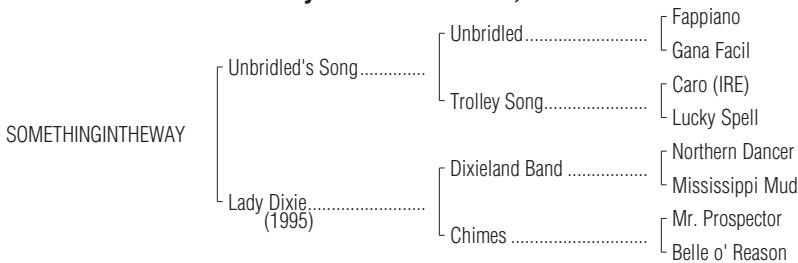 Fappiano
Unbridled..............................
Gana Facil
Unbridled's Song..............
Caro (IRE)
Trolley Song.........................
Lucky Spell
SOMETHINGINTHEWAY
Northern Dancer
Dixieland Band ...................
Mississippi Mud
Lady Dixie...........................
(1995)
Mr. Prospector
Chimes ................................
Belle o' Reason